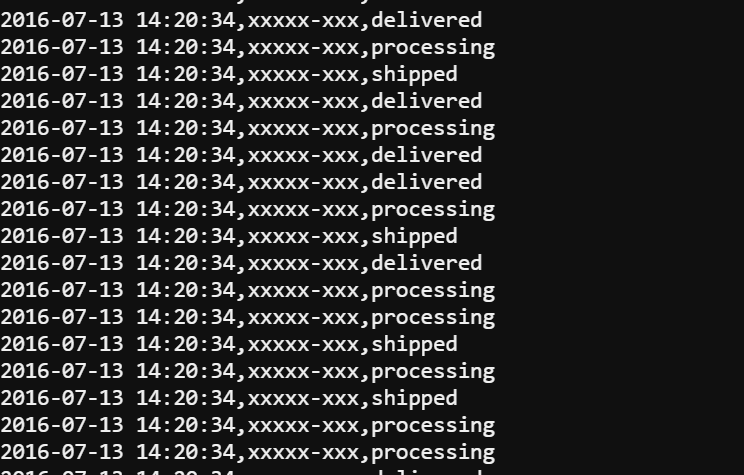 2016-07-13 14:20:34,xxxxx-xxx,delivered
2016-07-13 14:20:34,xxxxx-xxx,processing
2016-07-13 14:20:34,xxxxx-xxx,shipped
2016-07-13 14:20:34,xxxxx-xxx,delivered
2016-07-13 14:20:34,xxxxx-xxx,processing
2016-07-13 14:20:34,xxxxx-xxx,delivered
2016-07-13 14:20:34,xxxxx-xxx,delivered
2016-07-13 14:20:34,xxxxx-xxx,processing
2016-07-13 14:20:34,xxxxx-xxx,shipped
2016-07-13 14:20:34,xxxxx-xxx,delivered
2016-07-13 14:20:34,xxxxx-xxx,processing
2016-07-13 14:20:34,xxxxx-xxx,processing
2016-07-13 14:20:34,xxxxx-xxx,shipped
2016-07-13 14:20:34,xxxxx-xxx,processing
2016-07-13 14:20:34,xxxxx-xxx,shipped
2016-07-13 14:20:34,xxxxx-xxx,processing
2016-07-13 14:20:34,xxxxx-xxx,processing